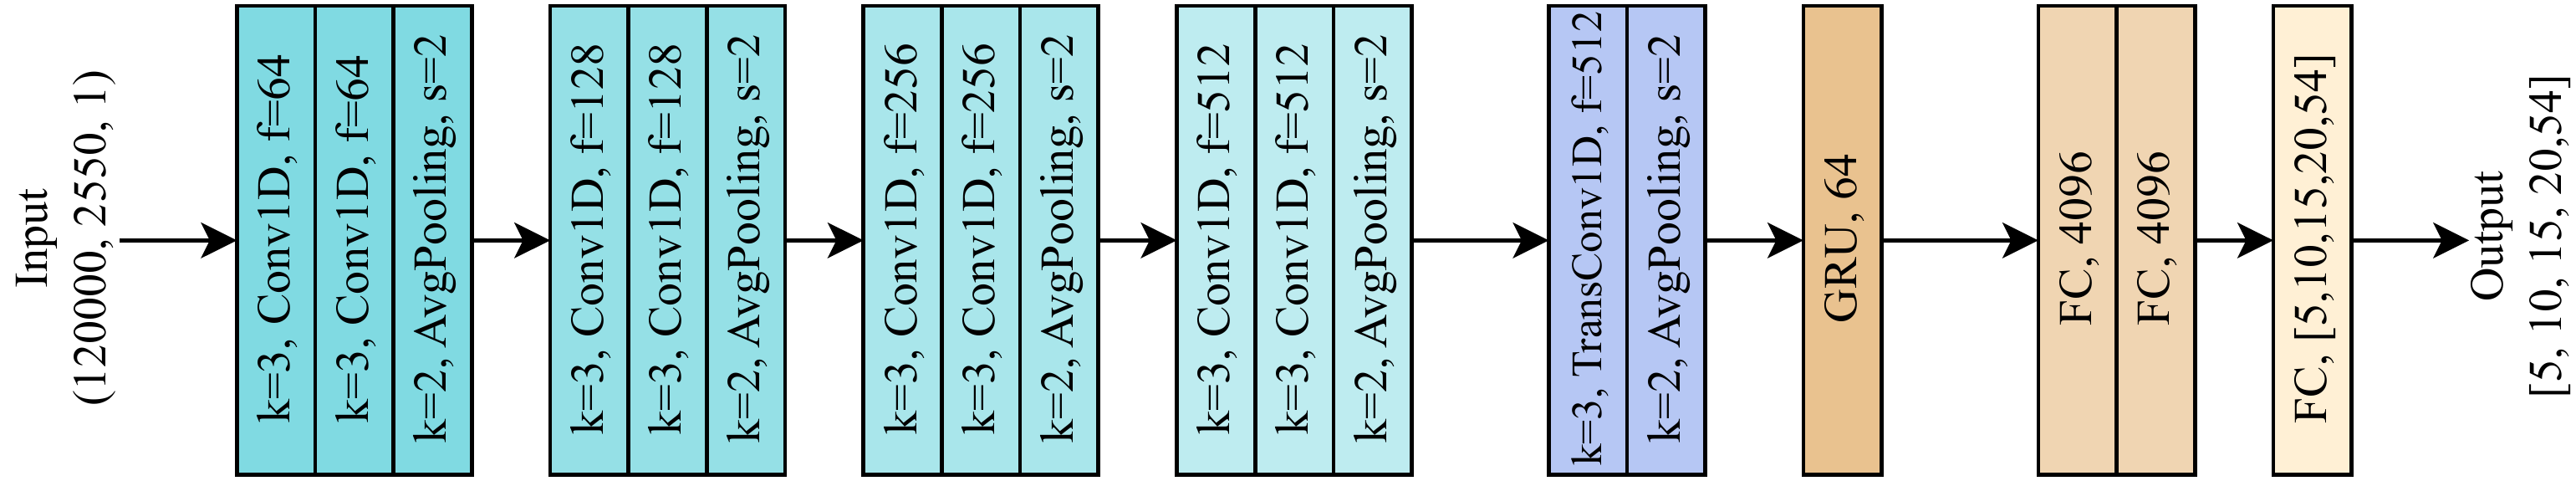 Input
(120000, 2550, 1)
k=3, Conv1D, f=64
k=3, Conv1D, f=64
k=2, AvgPooling, s=2
k=3, Conv1D, f=128
k=3, Conv1D, f=128
k=2, AvgPooling, s=2
k=3, Conv1D, f=256
k=3, Conv1D, f=256
k=2, AvgPooling, s=2
k=3, Conv1D, f=512
k=3, Conv1D, f=512
k=2, AvgPooling, s=2
k=3, TransConv1D, f=512
k=2, AvgPooling, s=2
GRU, 64
FC, 4096
FC, 4096
FC, [5,10,15,20,54]
Output
[5, 10, 15, 20,54]